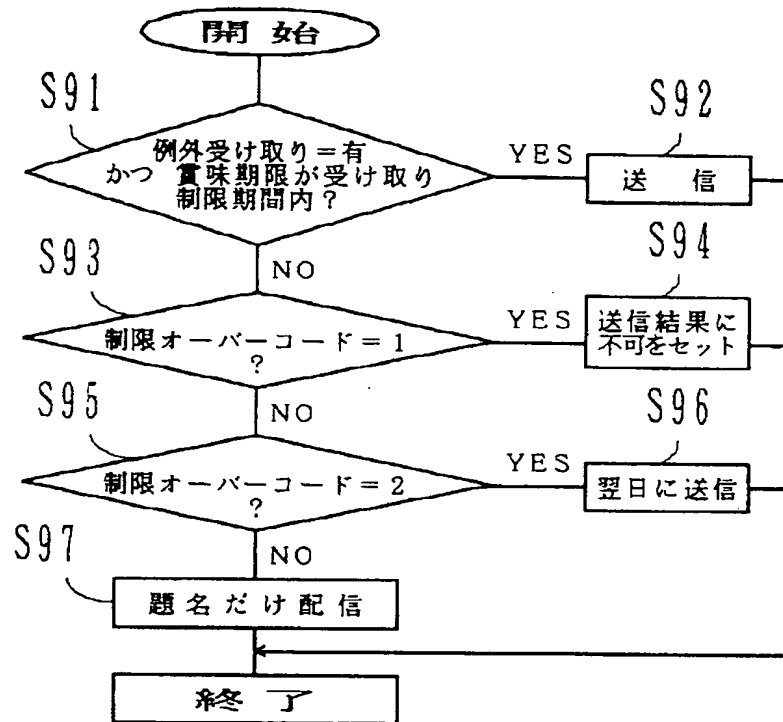 開始
S91
例外受け取り＝有
かつ 賞味期限が受け取り
制限期間内？
YES
S92
送信
NO
S93
制限オーバーコード＝1
？
YES
S94
送信結果に
不可をセット
NO
S95
制限オーバーコード＝2
？
YES
S96
翌日に送信
NO
S97
題名だけ配信
終了